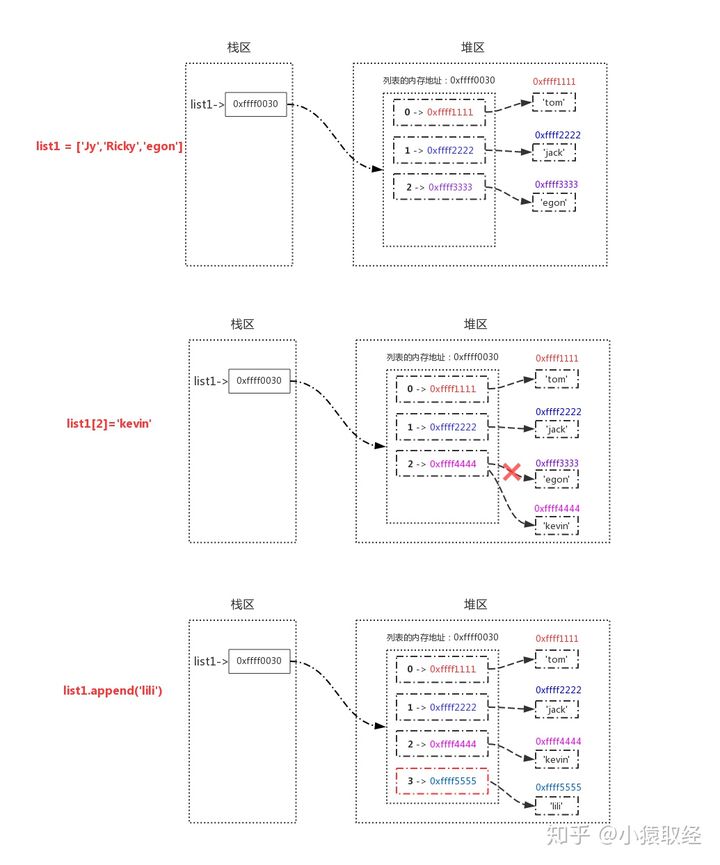 栈区
堆区
列表的内存地址：0xffff0030
0xffff1111
list1->
0xffff0030
0 -> 0xffff1111
'tom'
0xffff2222
list1 = ['Jy','Ricky','egon']
1 -> 0xffff2222
'jack'
2 -> 0xffff3333
0xffff3333
'egon'
栈区
堆区
列表的内存地址：0xffff0030
0xffff1111
list1->
0xffff0030
0 -> 0xffff1111
'tom'
0xffff2222
list1[2]='kevin'
1 -> 0xffff2222
'jack'
2 -> 0xffff4444
0xffff3333
'egon'
0xffff4444
'kevin'
栈区
堆区
列表的内存地址：0xffff0030
0xffff1111
list1->
0xffff0030
0 -> 0xffff1111
'tom'
0xffff2222
list1.append('lili')
1 -> 0xffff2222
'jack'
2 -> 0xffff4444
0xffff4444
'kevin'
3 -> 0xffff5555
0xffff5555
'lili'
知乎 @小猿取经